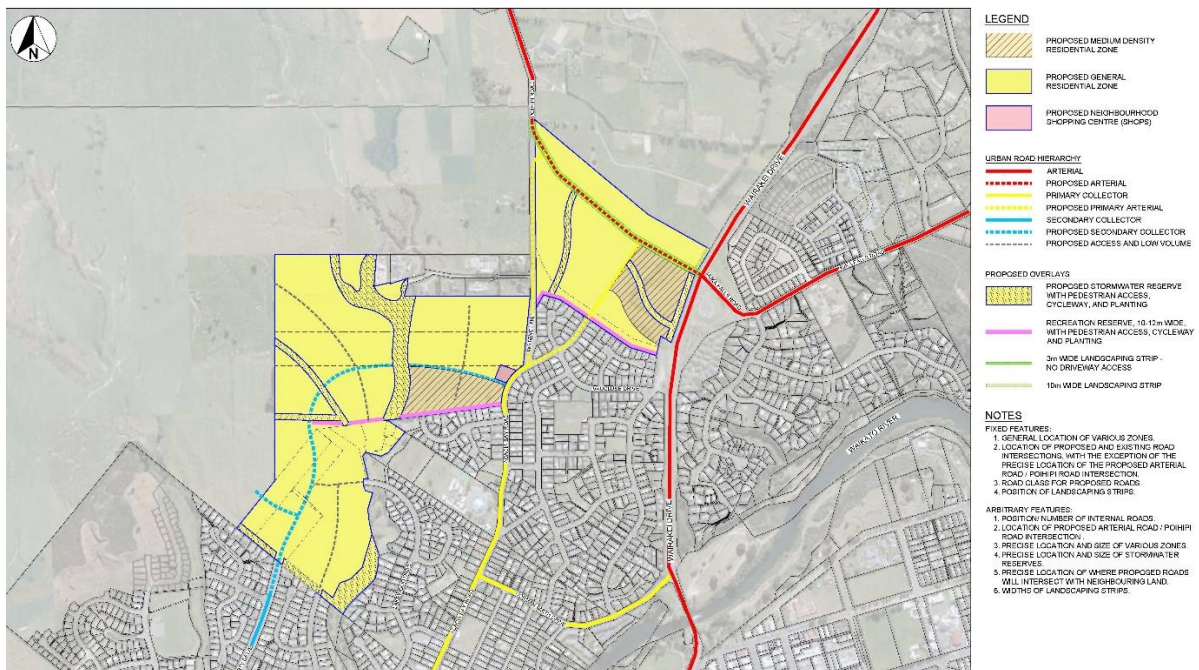 N
WAIRAKEI DRIVE
WAIKATO RIVER
WAIRAKEI DRIVE
LEGEND
PROPOSED MEDIUM DENSITY
RESIDENTIAL ZONE
PROPOSED GENERAL
RESIDENTIAL ZONE
PROPOSED NEIGHBOURHOOD
SHOPPING CENTRE (SHOPS)
URBAN ROAD HIERARCHY
ARTERIAL
PROPOSED ARTERIAL
PRIMARY COLLECTOR
PROPOSED PRIMARY ARTERIAL
SECONDARY COLLECTOR
PROPOSED SECONDARY COLLECTOR
PROPOSED ACCESS AND LOW VOLUME
PROPOSED OVERLAYS
PROPOSED STORMWATER RESERVE
WITH PEDESTRIAN ACCESS,
CYCLEWAY, AND PLANTING
RECREATION RESERVE, 10-12m WIDE,
WITH PEDESTRIAN ACCESS, CYCLEWAY
AND PLANTING
3m WIDE LANDSCAPING STRIP -
NO DRIVEWAY ACCESS
10m WIDE LANDSCAPING STRIP
NOTES
FIXED FEATURES:
1. GENERAL LOCATION OF VARIOUS ZONES.
2. LOCATION OF PROPOSED AND EXISTING ROAD
INTERSECTIONS, WITH THE EXCEPTION OF THE
PRECISE LOCATION OF THE PROPOSED ARTERIAL
ROAD / POIHIPI ROAD INTERSECTION.
3. ROAD CLASS FOR PROPOSED ROADS.
4. POSITION OF LANDSCAPING STRIPS.
ARBITRARY FEATURES:
1. POSITION/ NUMBER OF INTERNAL ROADS.
2. LOCATION OF PROPOSED ARTERIAL ROAD / POIHIPI
ROAD INTERSECTION .
3. PRECISE LOCATION AND SIZE OF VARIOUS ZONES.
4. PRECISE LOCATION AND SIZE OF STORMWATER
RESERVES.
5. PRECISE LOCATION OF WHERE PROPOSED ROADS
WILL INTERSECT WITH NEIGHBOURING LAND.
6. WIDTHS OF LANDSCAPING STRIPS.